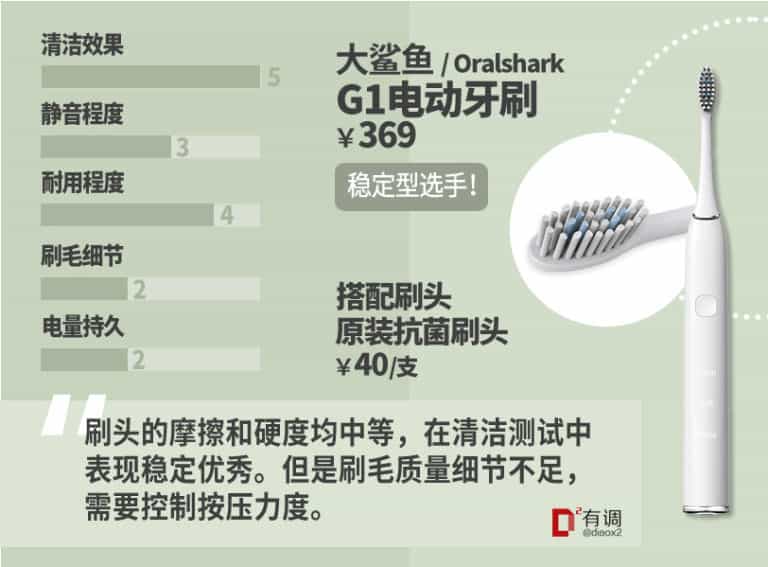 清洁效果
5
静音程度
3
耐用程度
4
刷毛细节
2
电量持久
2
大鲨鱼 / Oralshark
G1电动牙刷
￥369
稳定型选手！
搭配刷头
原装抗菌刷头
￥40/支
刷头的摩擦和硬度均中等，在清洁测试中
表现稳定优秀。但是刷毛质量细节不足，
需要控制按压力度。
D²有调
@diaox2